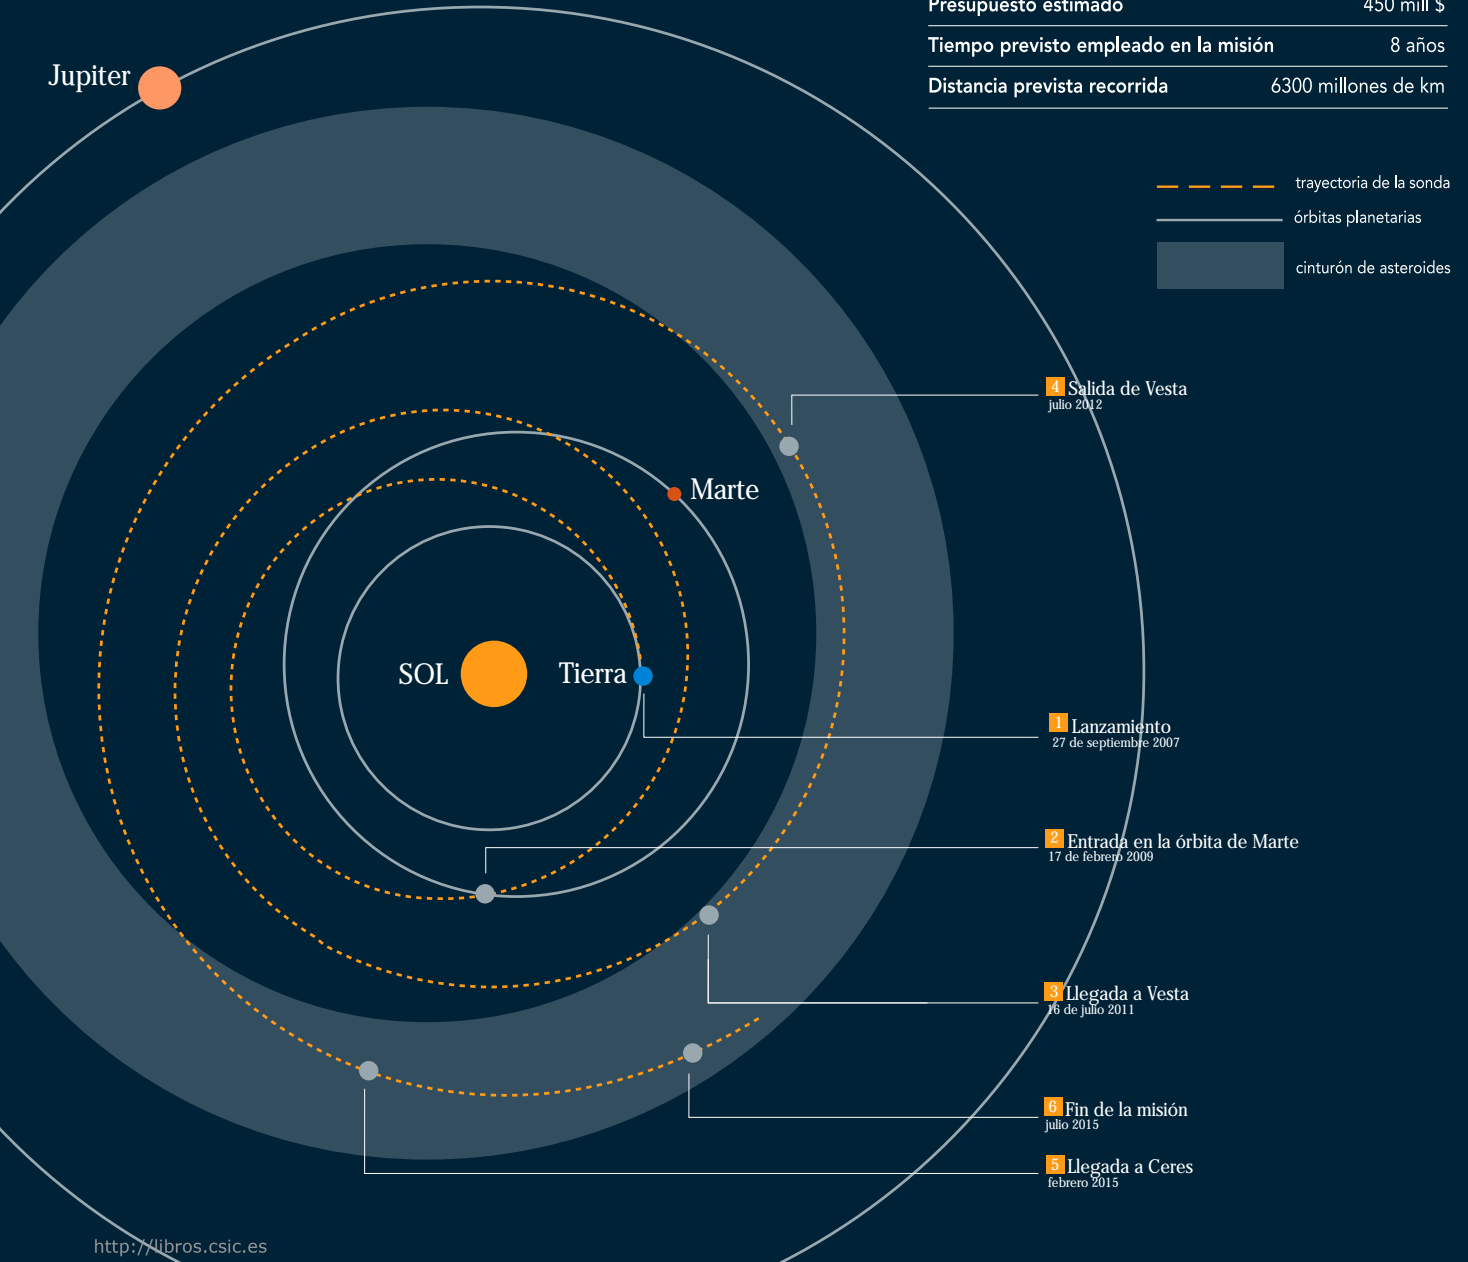 Presupuesto estimado 450 mill $
Tiempo previsto empleado en la misión 8 años
Distancia prevista recorrida 6300 millones de km
Jupiter
trayectoria de la sonda
órbitas planetarias
cinturón de asteroides
4 Salida de Vesta
julio 2012
Marte
SOL
Tierra
1 Lanzamiento
27 de septiembre 2007
2 Entrada en la órbita de Marte
17 de febrero 2009
3 Llegada a Vesta
16 de julio 2011
6 Fin de la misión
julio 2015
5 Llegada a Ceres
febrero 2015
http://libros.csic.es